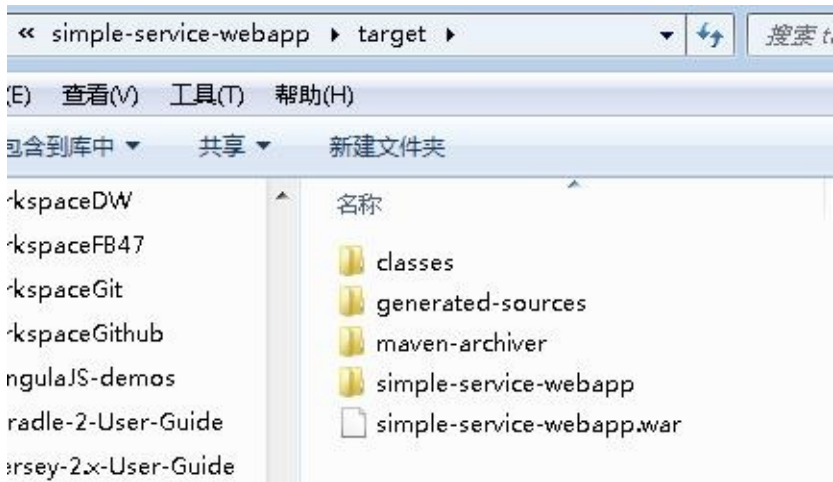 « simple-service-webapp ▸ target ▸ 搜索 ta
(E) 查看(V) 工具(T) 帮助(H)
包含到库中 共享 新建文件夹
rkspaceDW
rkspaceFB47
rkspaceGit
rkspaceGithub
ngulaJS-demos
radle-2-User-Guide
ersey-2.x-User-Guide
名称
classes
generated-sources
maven-archiver
simple-service-webapp
simple-service-webapp.war